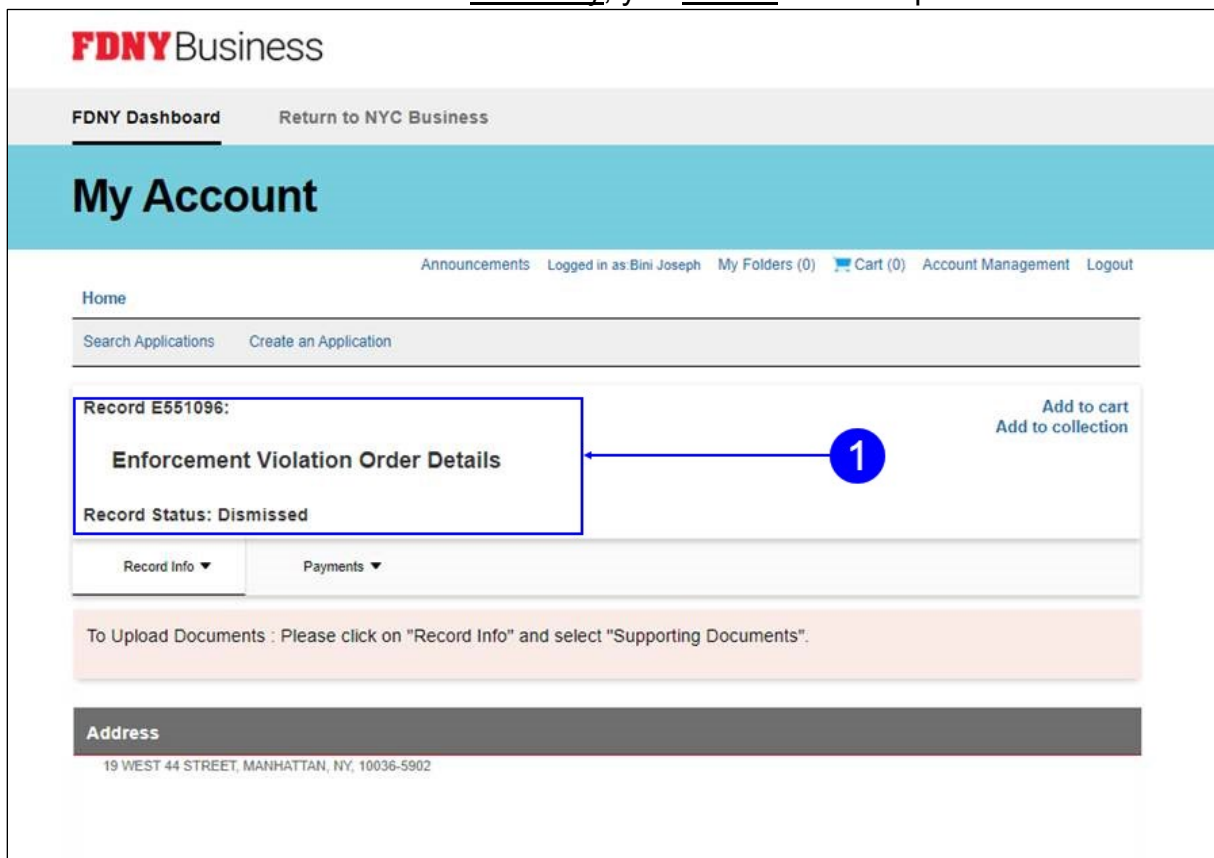 FDNY Business
FDNY Dashboard Return to NYC Business
My Account
Announcements Logged in as:Bini Joseph My Folders (0) Cart (0) Account Management Logout
Home
Search Applications Create an Application
Record E551096:
Add to cart
Add to collection
Enforcement Violation Order Details
1
Record Status: Dismissed
Record Info Payments
To Upload Documents : Please click on "Record Info" and select "Supporting Documents".
Address
19 WEST 44 STREET, MANHATTAN, NY, 10036-5902